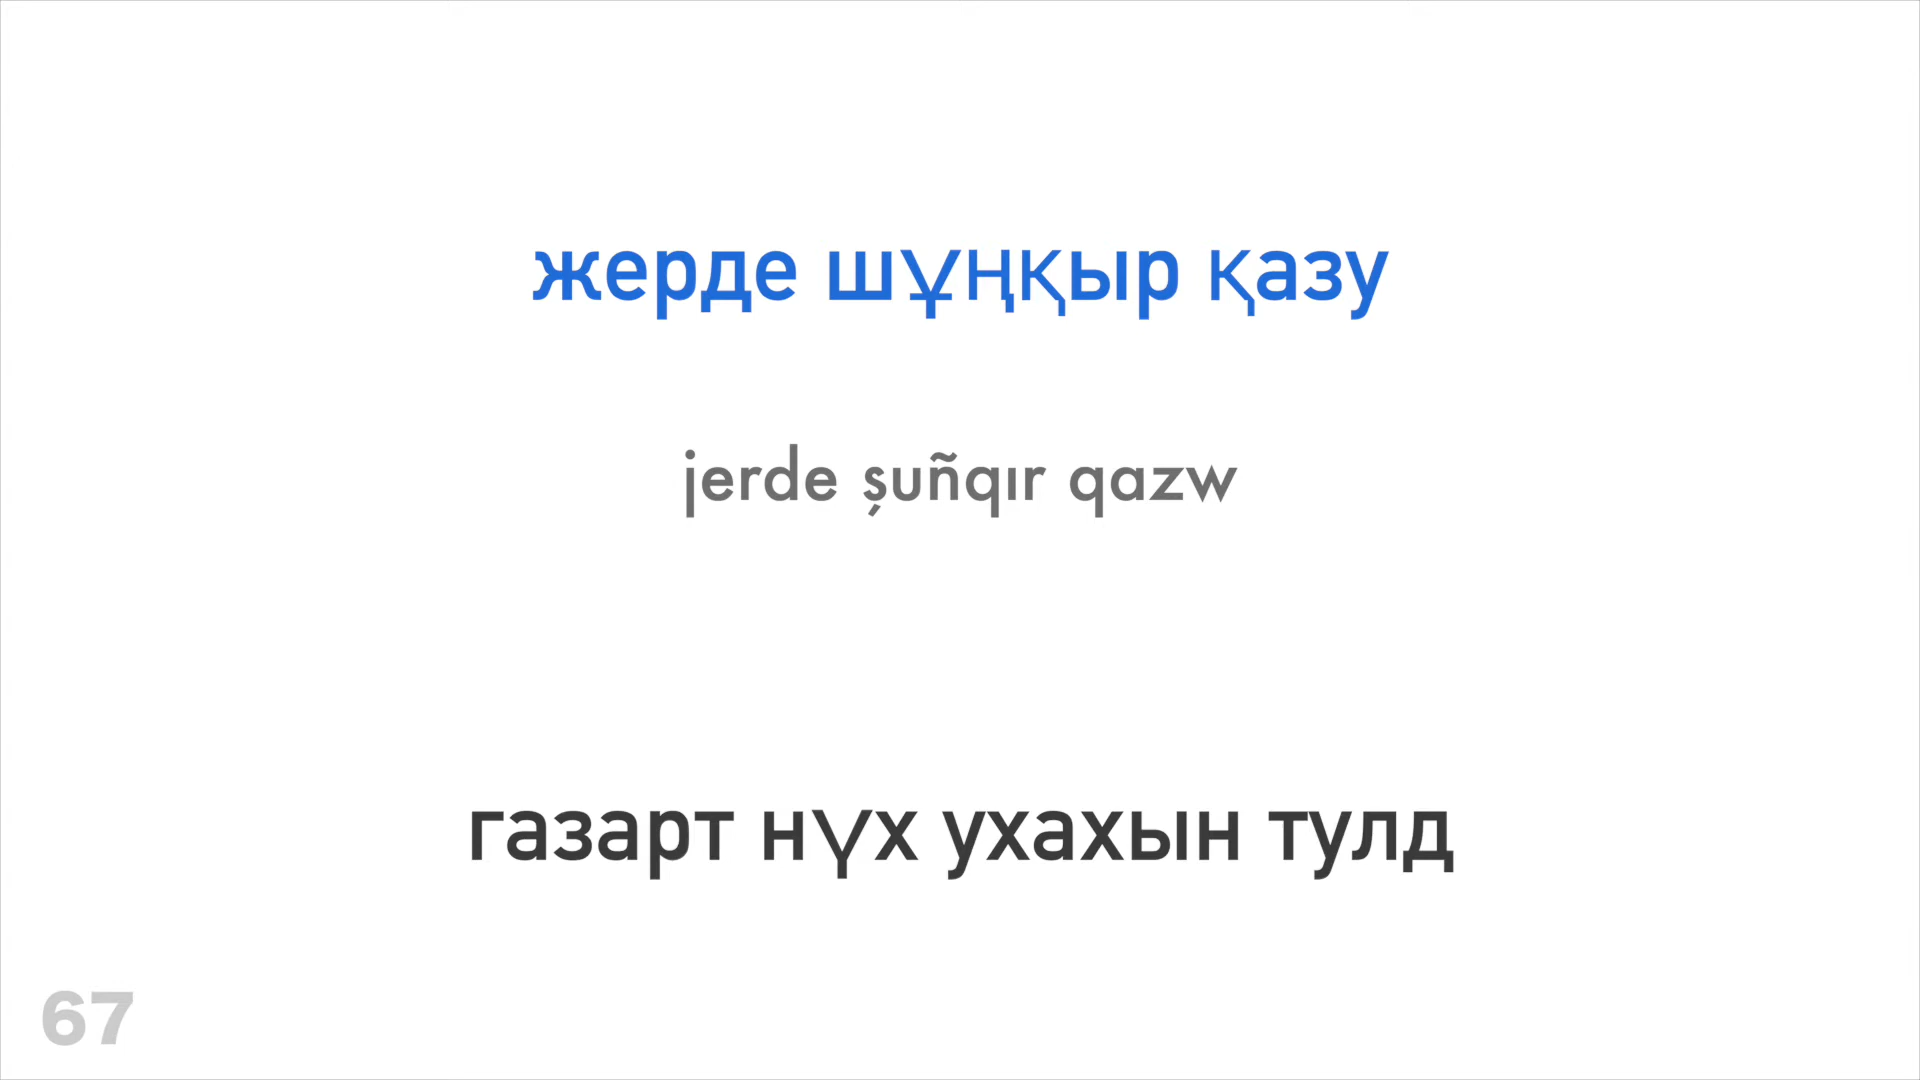 жерде шұңқыр қазу
jerde şuñqır qazw
газарт нүх ухахын тулд
67